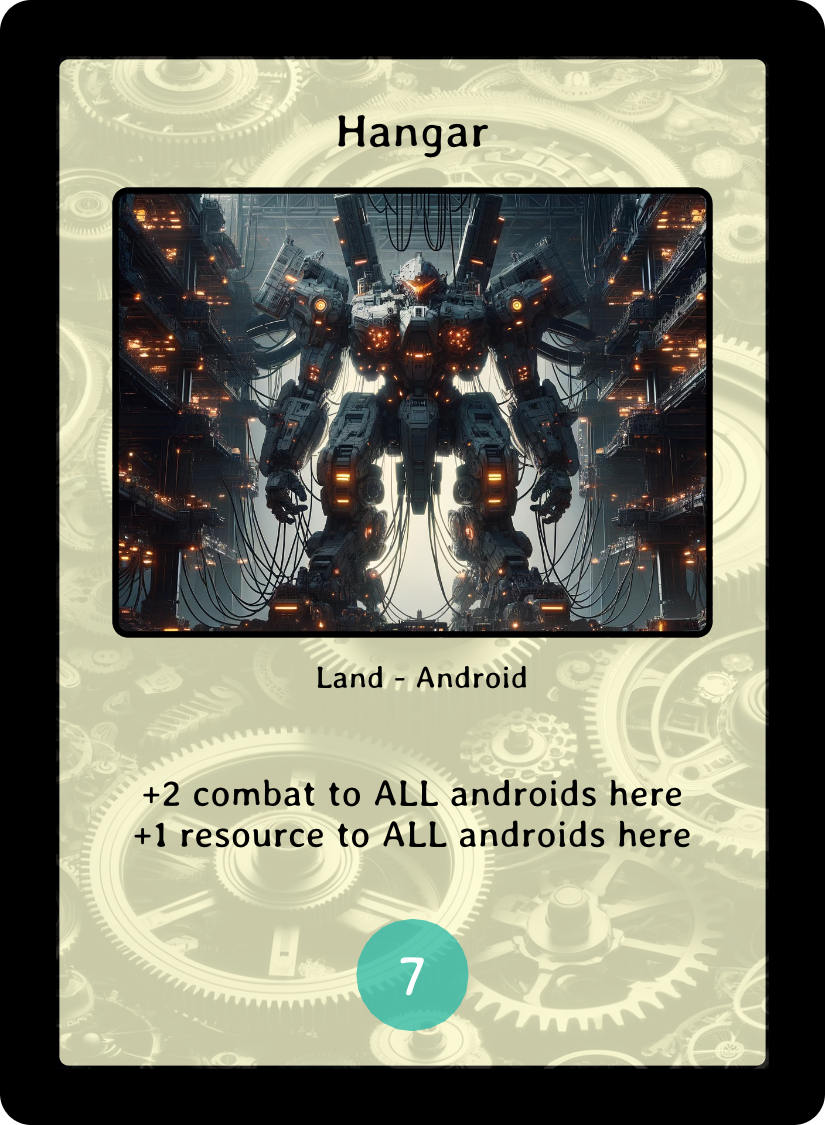 Hangar
Land - Android
+2 combat to ALL androids here
+1 resource to ALL androids here
7